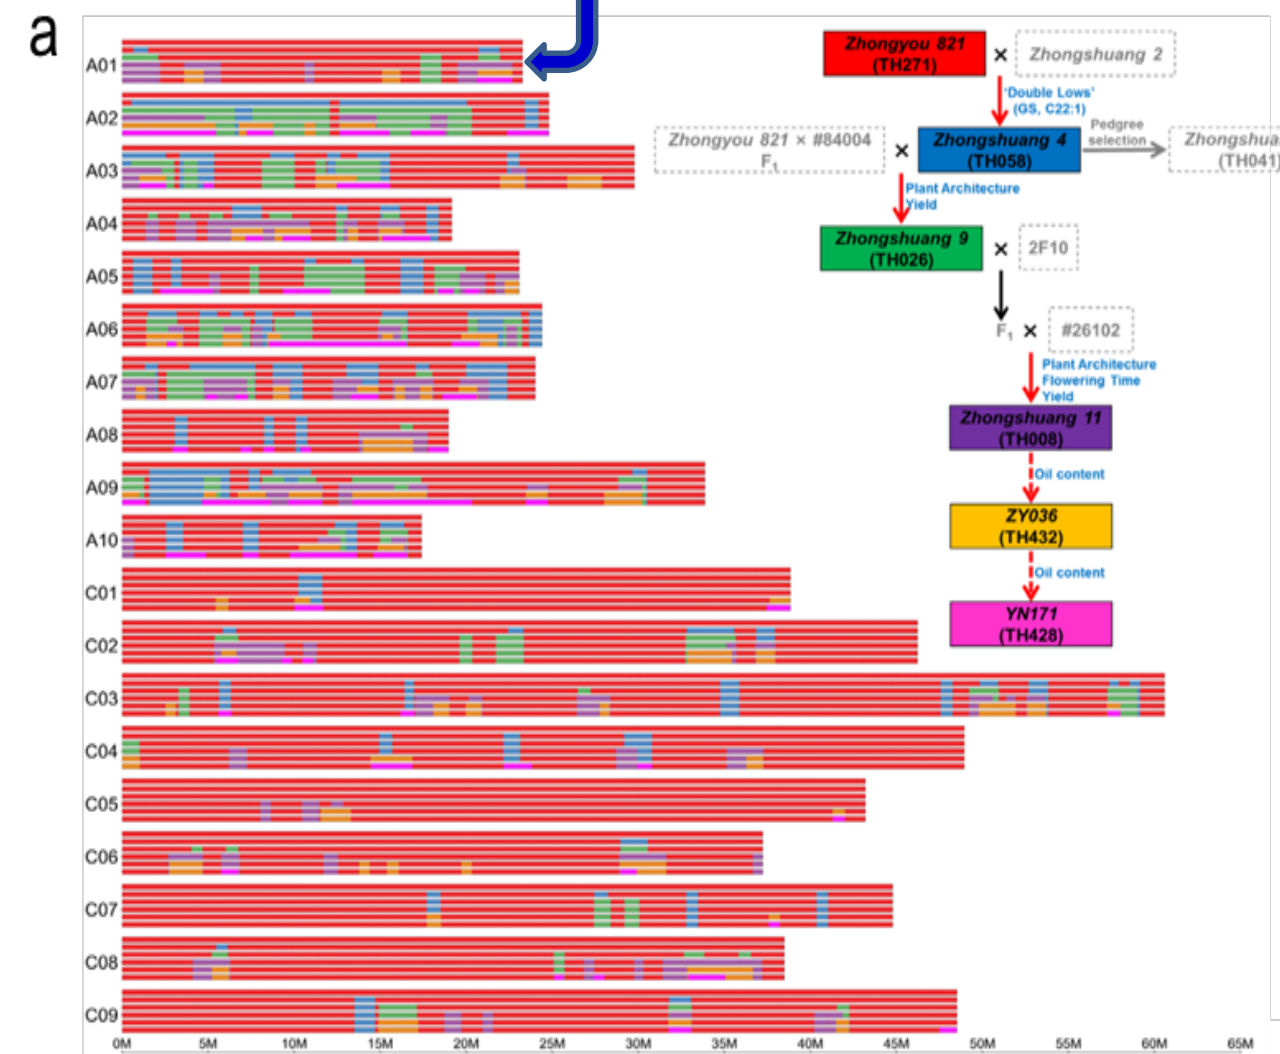 a
Zhongyou 821
(TH271)
×
Zhongshuang 2
'Double Lows'
(GS, C22:1)
Zhongyou 821 × #84004
F1
×
Zhongshuang 4
(TH058)
Pedgree
selection
(TH041)
Plant Architecture
Yield
Zhongshuang 9
(TH026)
×
2F10
F1 ×
#26102
Plant Architecture
Flowering Time
Yield
Zhongshuang 11
(TH008)
Oil content
ZY036
(TH432)
Oil content
YN171
(TH428)
A01
A02
A03
A04
A05
A06
A07
A08
A09
A10
C01
C02
C03
C04
C05
C06
C07
C08
C09
0M 5M 10M 15M 20M 25M 30M 35M 40M 45M 50M 55M 60M 65M